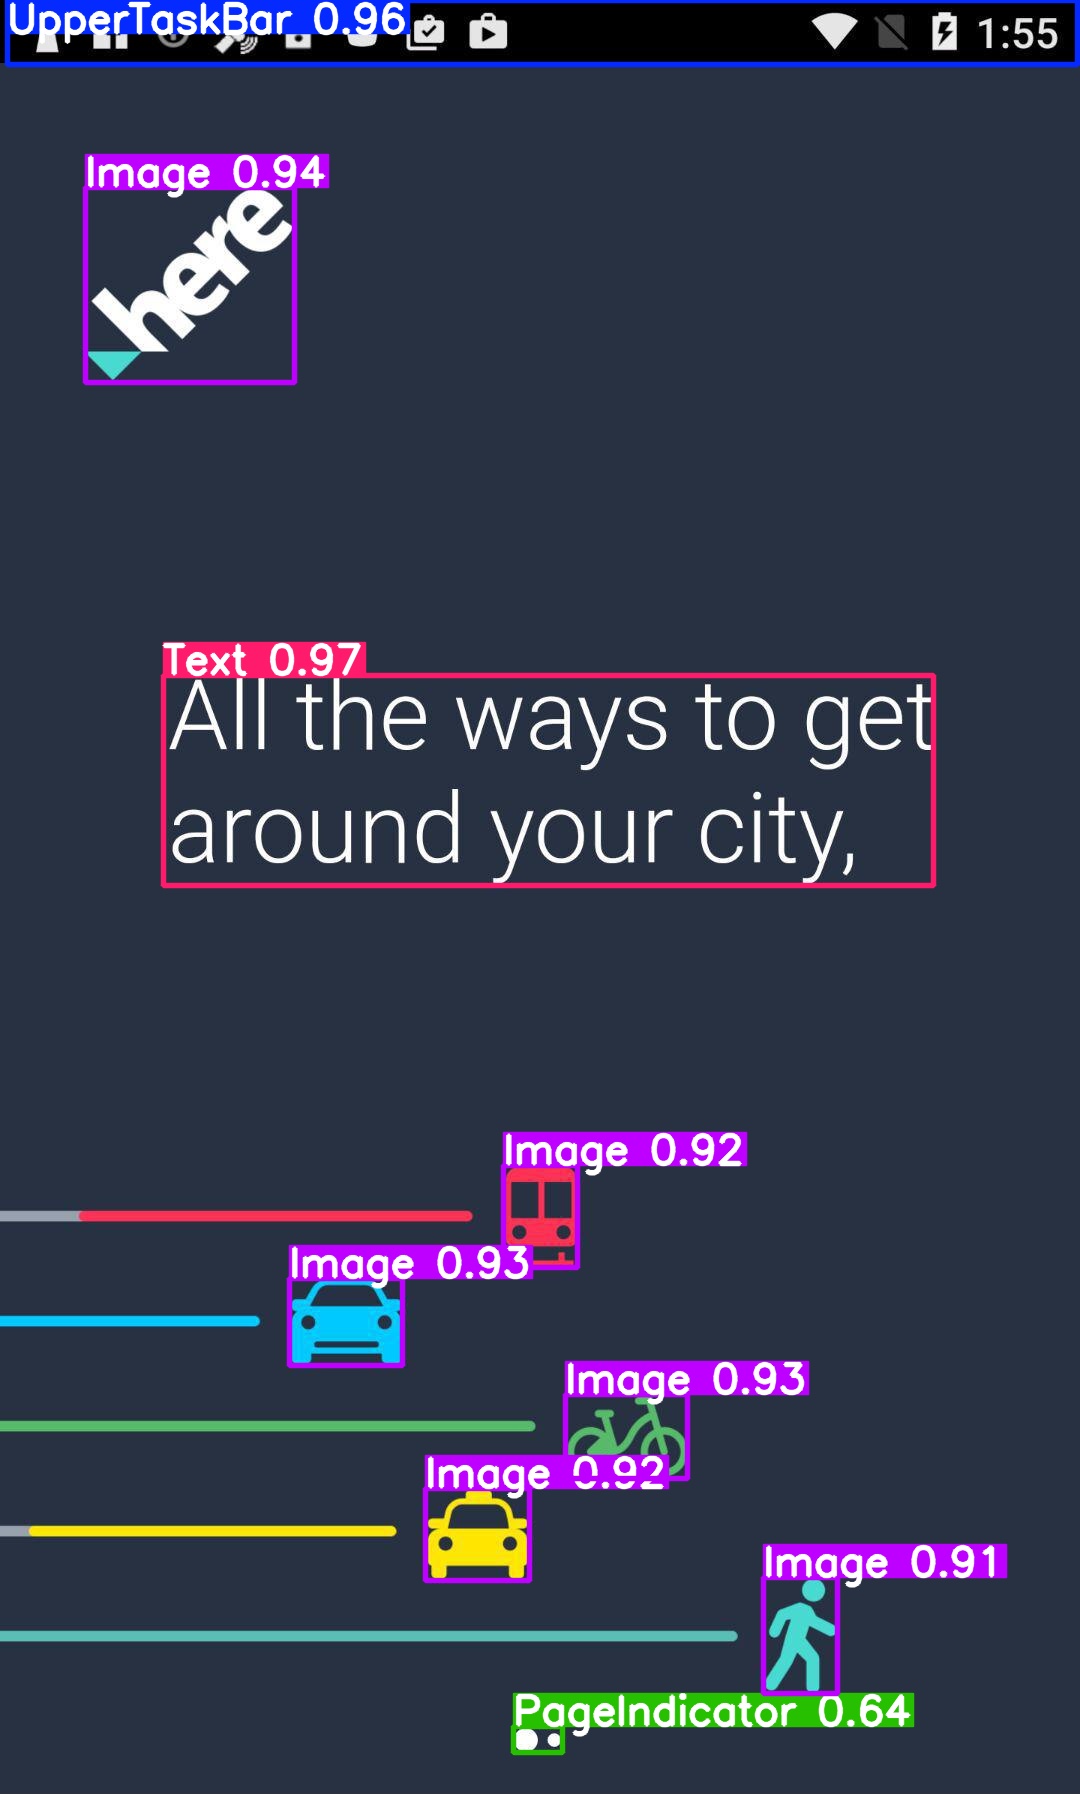 UpperTaskBar 0.96
1:55
Image 0.94
here
Text 0.97
All the ways to get
around your city,
Image 0.92
Image 0.93
Image 0.93
Image 0.92
Image 0.91
PageIndicator 0.64